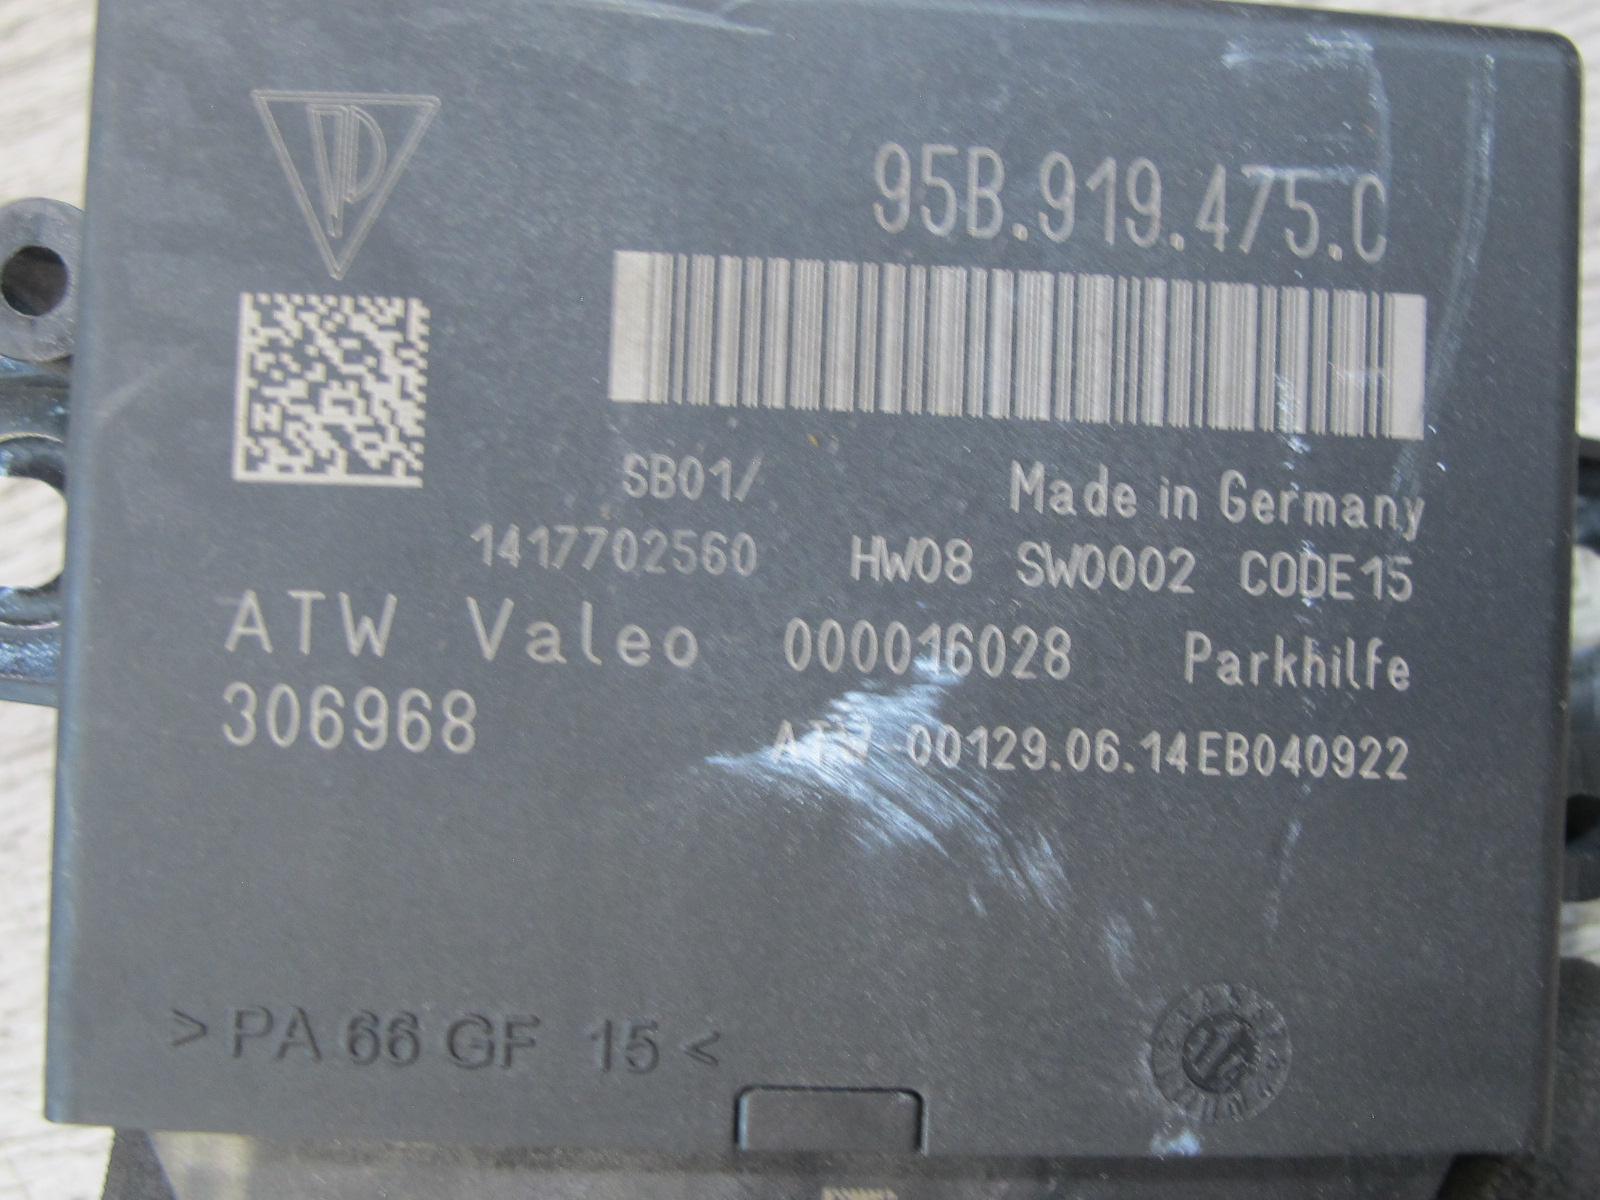 95B.919.475.C
SB01/ Made in Germany
1417702560 HW08 SW0002 CODE15
ATW Valeo 000016028 Parkhilfe
306968 ATW 00129.06.14EB040922
>PA 66 GF 15<